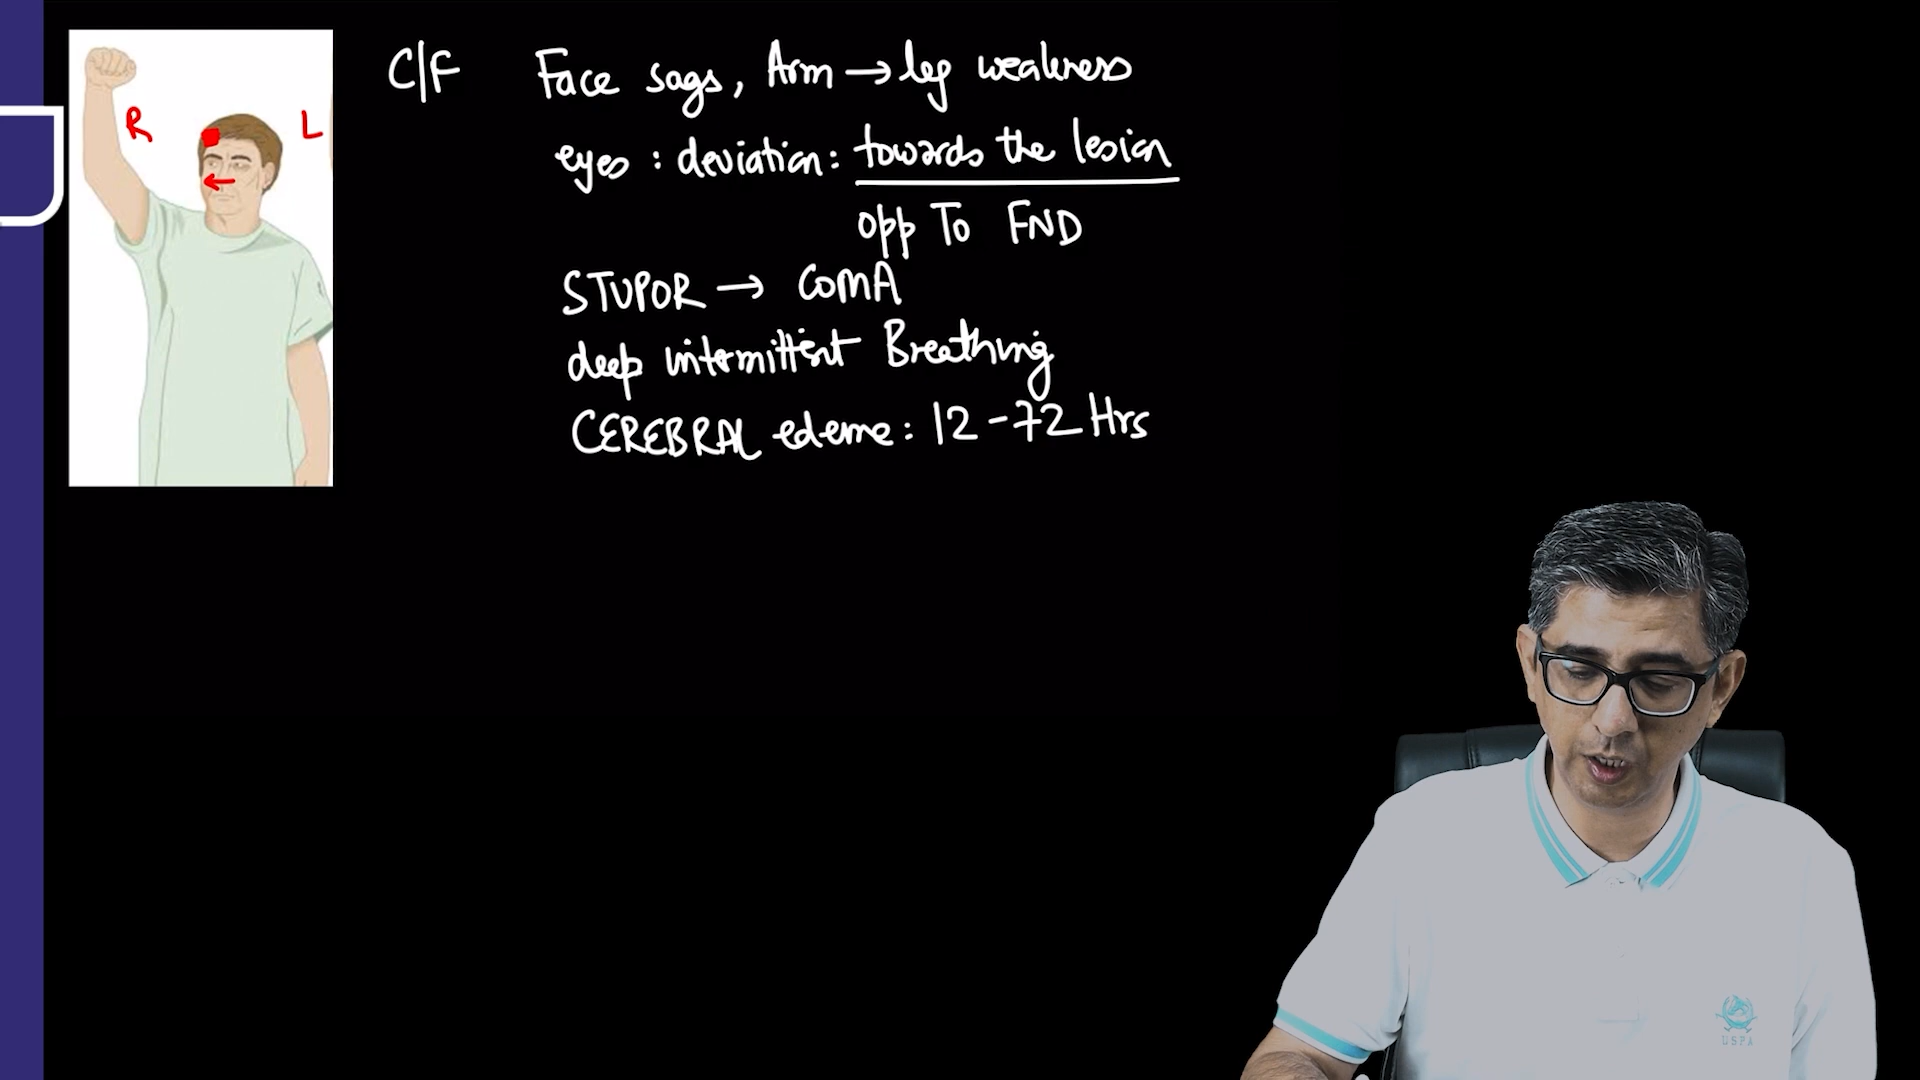 R
L
C/F Face sags, Arm → leg weakness
eyes : deviation: towards the lesion
opp To FND
STUPOR → COMA
deep intermittent Breathing
CEREBRAL edema: 12-72 Hrs
USPA